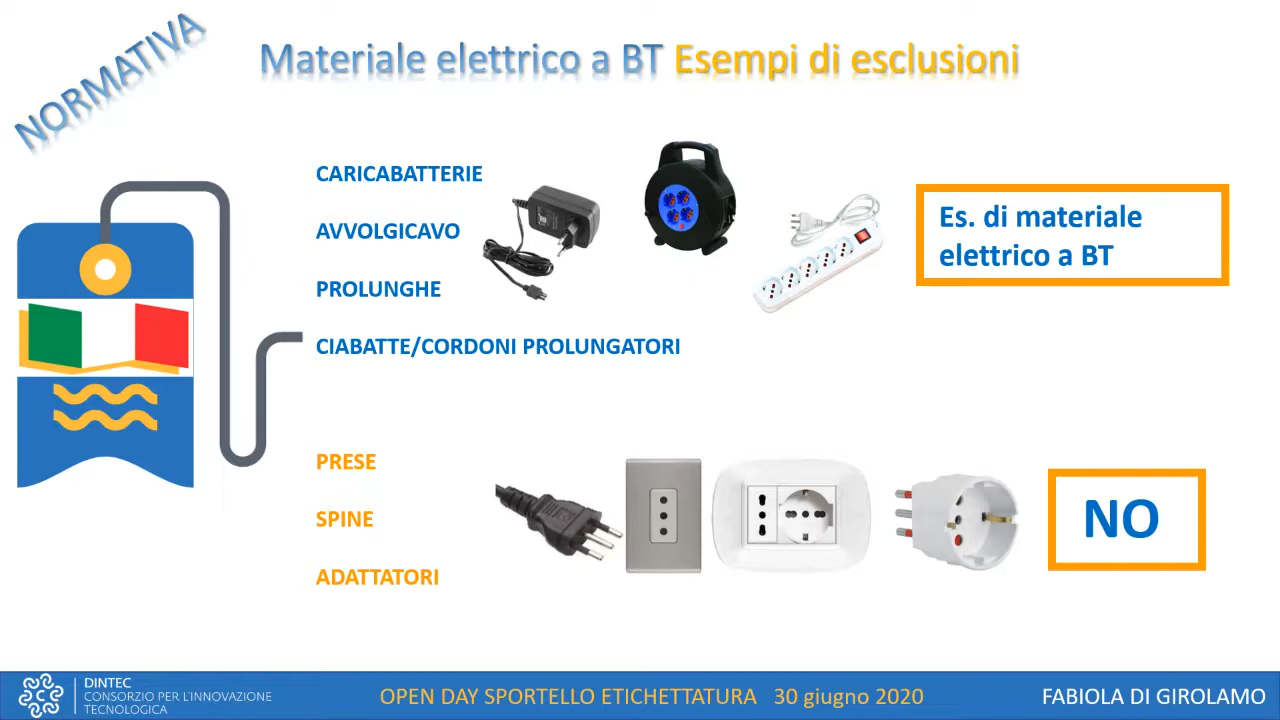 NORMATIVA
Materiale elettrico a BT Esempi di esclusioni
CARICABATTERIE
AVVOLGICAVO
PROLUNGHE
CIABATTE/CORDONI PROLUNGATORI
Es. di materiale
elettrico a BT
PRESE
SPINE
ADATTATORI
NO
DINTEC
CONSORZIO PER L'INNOVAZIONE
TECNOLOGICA
OPEN DAY SPORTELLO ETICHETTATURA 30 giugno 2020
FABIOLA DI GIROLAMO